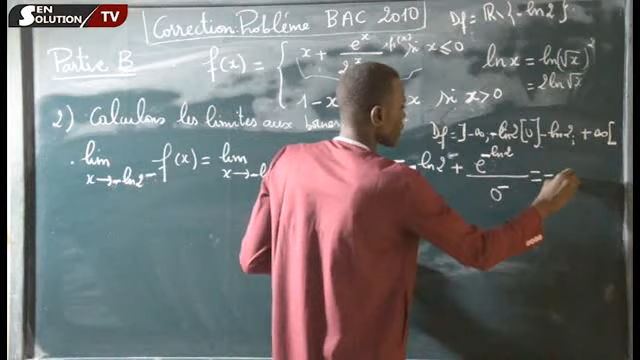 SEN SOLUTION TV
Correction Problème BAC 2010
Df = ℝ \ {-ln2}.
Partie B
f(x) = { x + e^x / 2 si x ≤ 0
1 - x x si x > 0
ln x = ln(√x)²
= 2ln√x
2) Calculons les limites aux bornes
Df = ]-∞, -ln2[ ∪ ]-ln2, +∞[
. lim f(x) = lim -ln2 + e^-ln2 / 0⁻ = -
x→-ln2⁻ x→-l